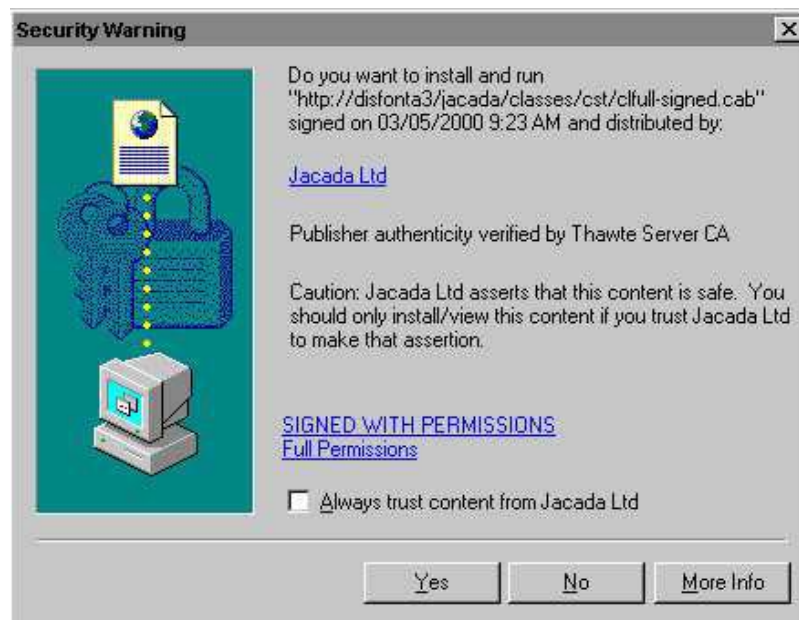 Security Warning
Do you want to install and run
"http://disfonta3/jacada/classes/cst/clfull-signed.cab"
signed on 03/05/2000 9:23 AM and distributed by:
Jacada Ltd
Publisher authenticity verified by Thawte Server CA
Caution: Jacada Ltd asserts that this content is safe. You
should only install/view this content if you trust Jacada Ltd
to make that assertion.
SIGNED WITH PERMISSIONS
Full Permissions
Always trust content from Jacada Ltd
Yes
No
More Info